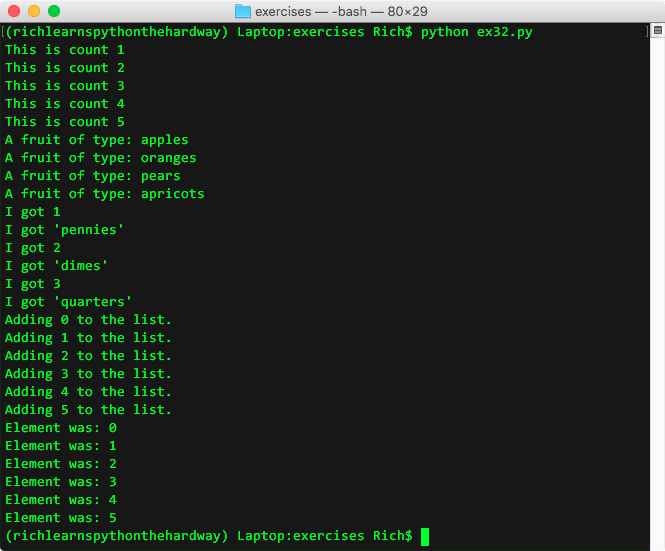 exercises — -bash — 80×29
[(richlearnspythonthehardway) Laptop:exercises Rich$ python ex32.py ]
This is count 1
This is count 2
This is count 3
This is count 4
This is count 5
A fruit of type: apples
A fruit of type: oranges
A fruit of type: pears
A fruit of type: apricots
I got 1
I got 'pennies'
I got 2
I got 'dimes'
I got 3
I got 'quarters'
Adding 0 to the list.
Adding 1 to the list.
Adding 2 to the list.
Adding 3 to the list.
Adding 4 to the list.
Adding 5 to the list.
Element was: 0
Element was: 1
Element was: 2
Element was: 3
Element was: 4
Element was: 5
(richlearnspythonthehardway) Laptop:exercises Rich$